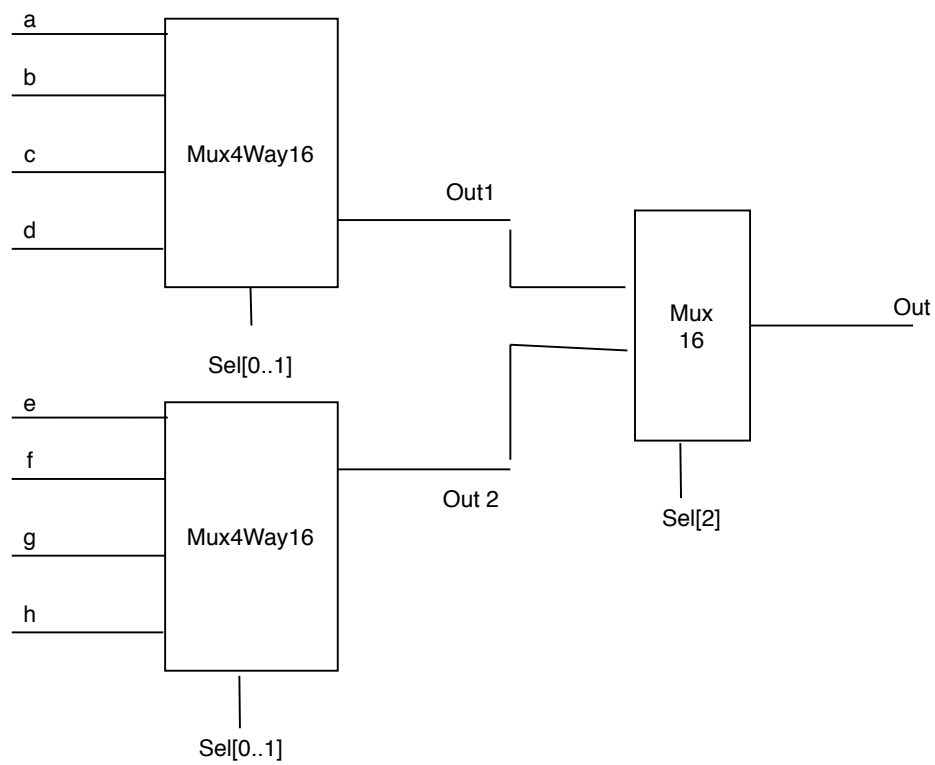 a
b
c
d
Mux4Way16
Sel[0..1]
Out1
e
f
g
h
Mux4Way16
Sel[0..1]
Out 2
Mux
16
Sel[2]
Out